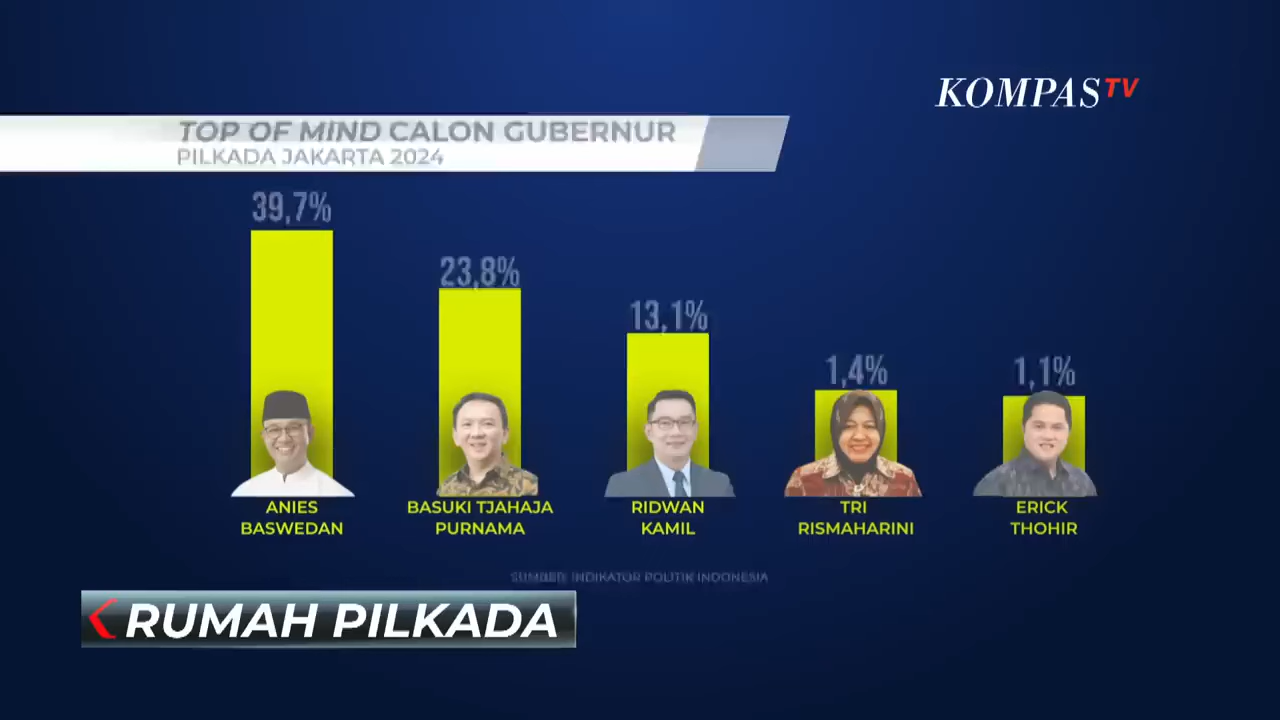 KOMPASTV
TOP OF MIND CALON GUBERNUR
PILKADA JAKARTA 2024
39,7%
23,8%
13,1%
1,4%
1,1%
ANIES
BASWEDAN
BASUKI TJAHAJA
PURNAMA
RIDWAN
KAMIL
TRI
RISMAHARINI
ERICK
THOHIR
SUMBER: INDIKATOR POLITIK INDONESIA
RUMAH PILKADA